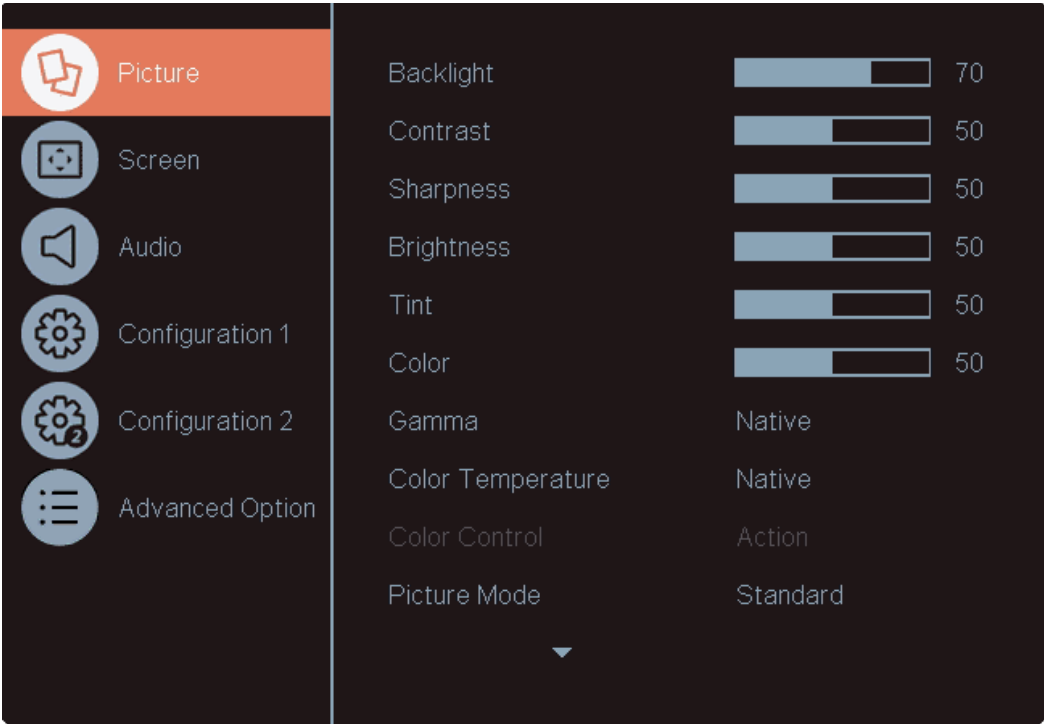 Picture
Screen
Audio
Configuration 1
Configuration 2
2
Advanced Option
Backlight 70
Contrast 50
Sharpness 50
Brightness 50
Tint 50
Color 50
Gamma Native
Color Temperature Native
Color Control Action
Picture Mode Standard